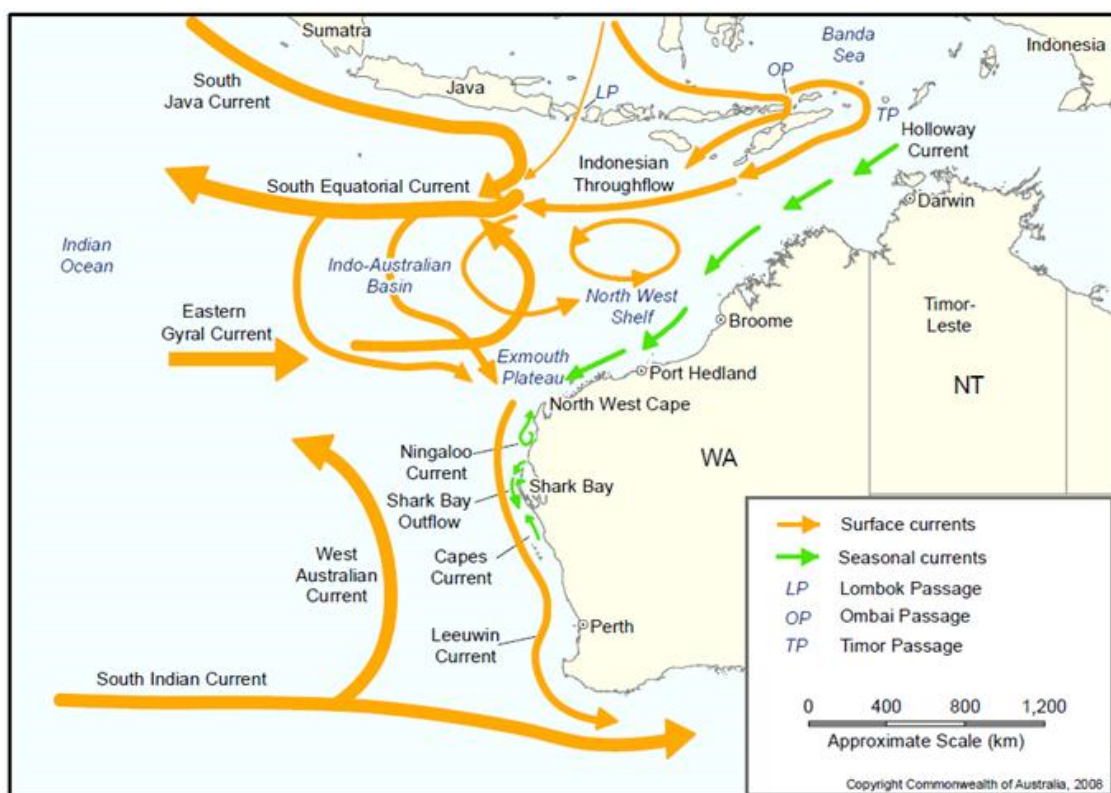 Sumatra
Banda
Sea
Indonesia
South
Java Current
Java
LP
OP
TP
Holloway
Current
Indonesian
Throughflow
South Equatorial Current
Darwin
Indian
Ocean
Indo-Australian
Basin
North West
Shelf
Eastern
Gyral Current
Broome
Timor-
Leste
Exmouth
Plateau
Port Hedland
NT
North West Cape
Ningaloo
Current
WA
Shark Bay
Shark Bay
Outflow
West
Australian
Current
Capes
Current
Leeuwin
Current
Perth
South Indian Current
Surface currents
Seasonal currents
LP Lombok Passage
OP Ombai Passage
TP Timor Passage
0 400 800 1,200
Approximate Scale (km)
Copyright Commonwealth of Australia, 2008